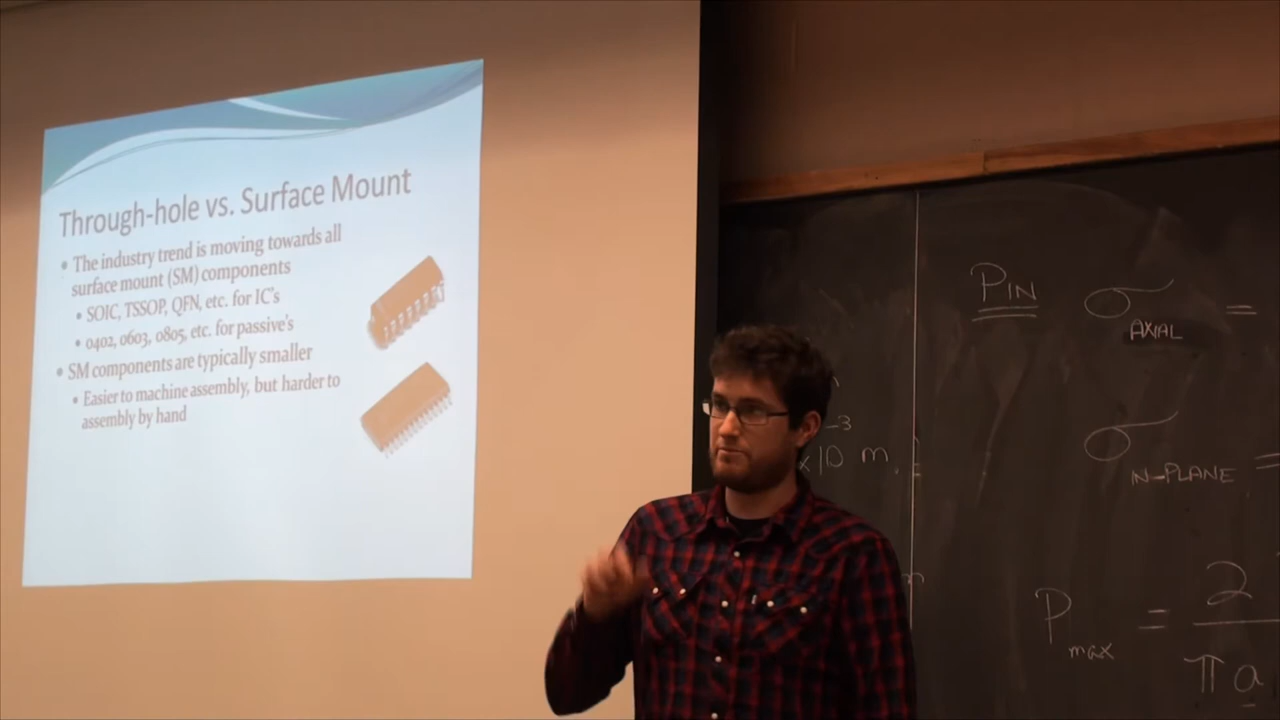 Through-hole vs. Surface Mount
• The industry trend is moving towards all
surface mount (SM) components
• SOIC, TSSOP, QFN, etc. for IC's
• 0402, 0603, 0805, etc. for passive's
• SM components are typically smaller
• Easier to machine assembly, but harder to
assembly by hand
-3
x10 m.
PIN σ AXIAL =
σ IN-PLANE =
P max = 2
π a